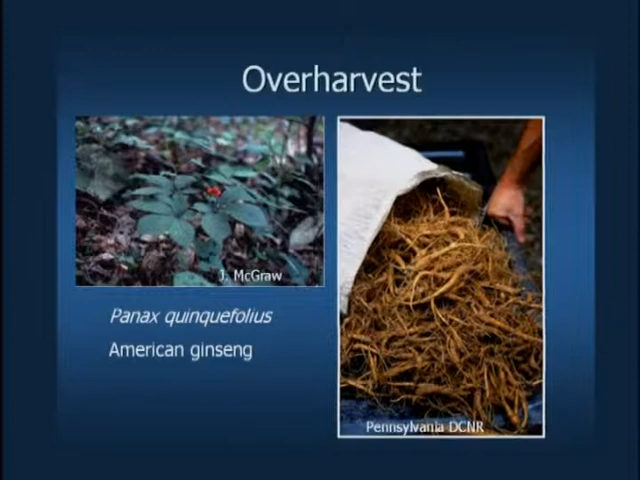 Overharvest
J. McGraw
Panax quinquefolius
American ginseng
Pennsylvania DCNR